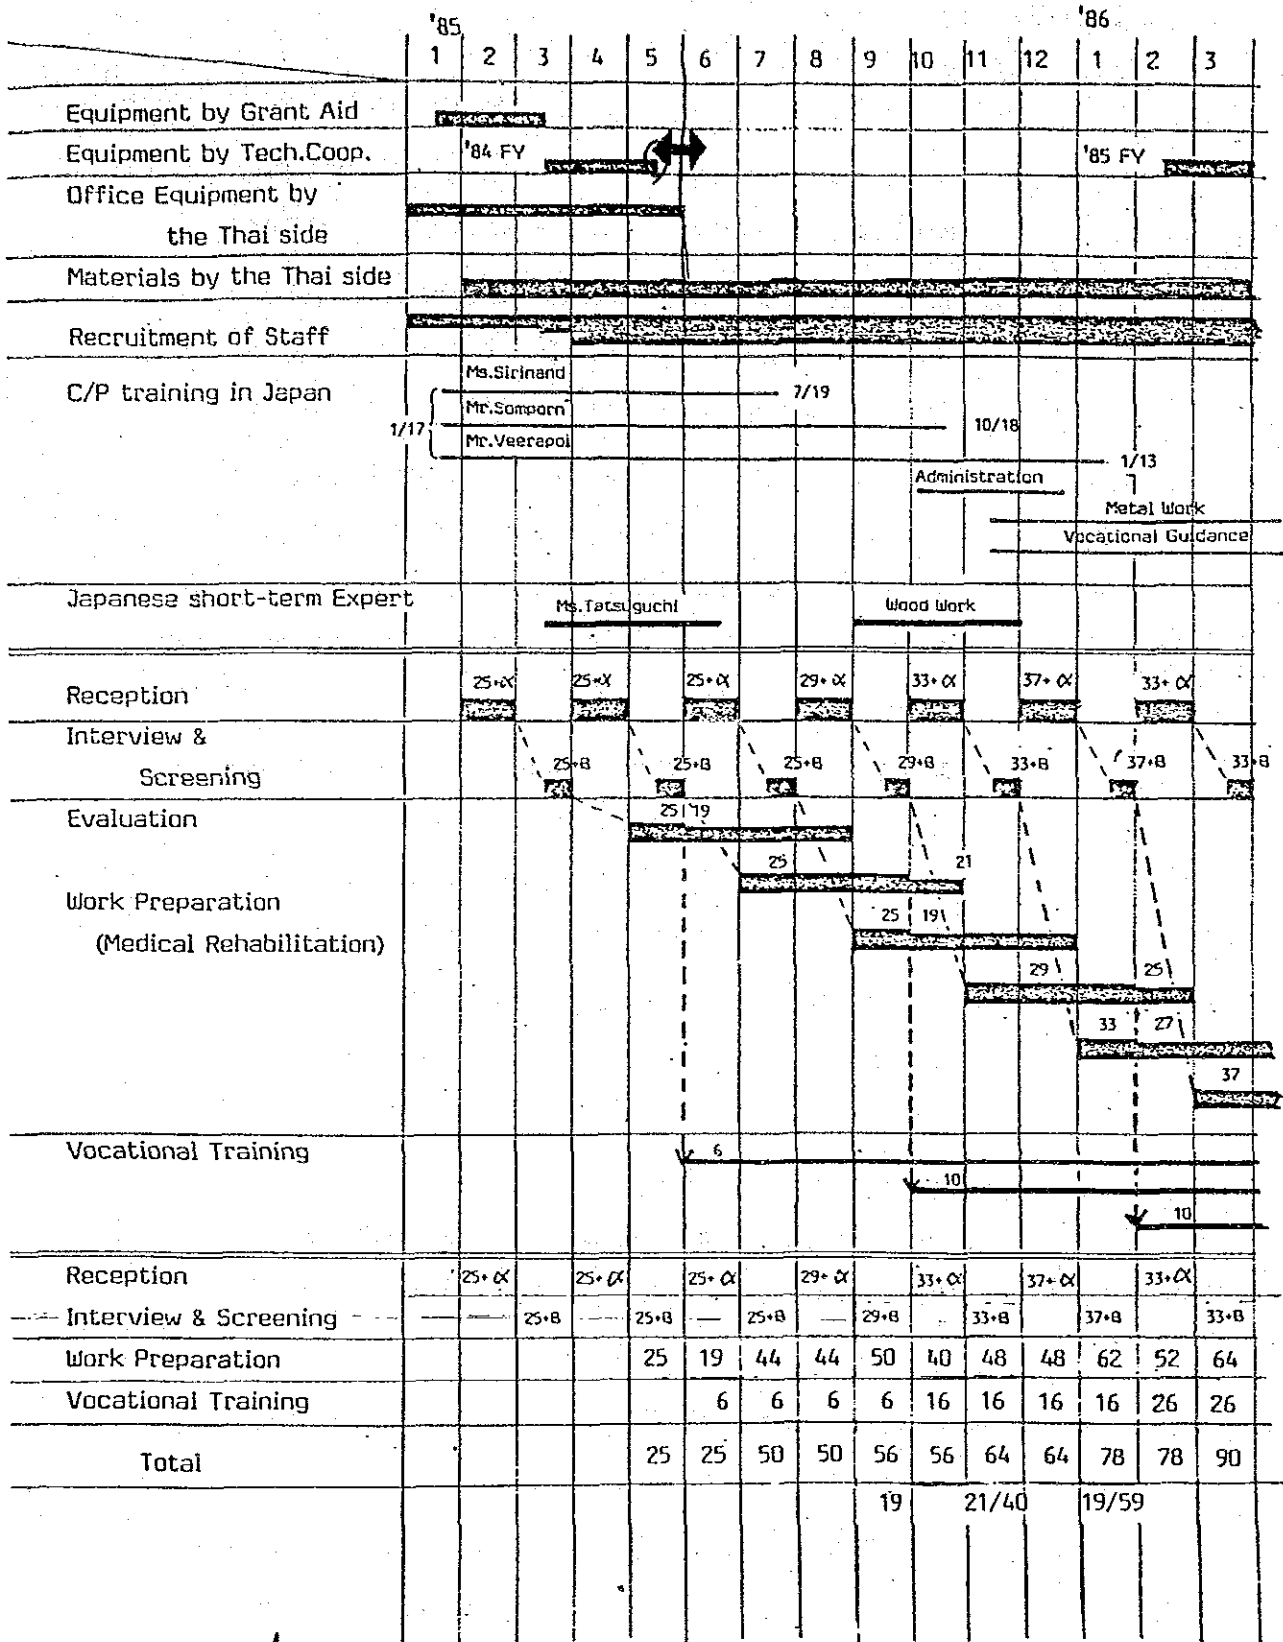 '85 '86
1 2 3 4 5 6 7 8 9 10 11 12 1 2 3
Equipment by Grant Aid
Equipment by Tech.Coop. '84 FY '85 FY
Office Equipment by
the Thai side
Materials by the Thai side
Recruitment of Staff
Ms.Sirinand
C/P training in Japan 7/19
Mr.Somporn
1/17 10/18
Mr.Veerapol
1/13
Administration
Metal Work
Vocational Guidance
Japanese short-term Expert
Ms.Tatsuguchi Wood Work
Reception 25+α 25+α 25+α 29+α 33+α 37+α 33+α
Interview &
Screening 25+B 25+B 25+B 29+B 33+B 37+B 33+B
Evaluation 25 19
25 21
Work Preparation 25 19
(Medical Rehabilitation)
29 25
33 27
37
Vocational Training 6
10
10
Reception 25+α 25+α 25+α 29+α 33+α 37+α 33+α
Interview & Screening 25+B 25+B 25+B 29+B 33+B 37+B 33+B
Work Preparation 25 19 44 44 50 40 48 48 62 52 64
Vocational Training 6 6 6 6 16 16 16 16 26 26
Total 25 25 50 50 56 56 64 64 78 78 90
19 21/40 19/59